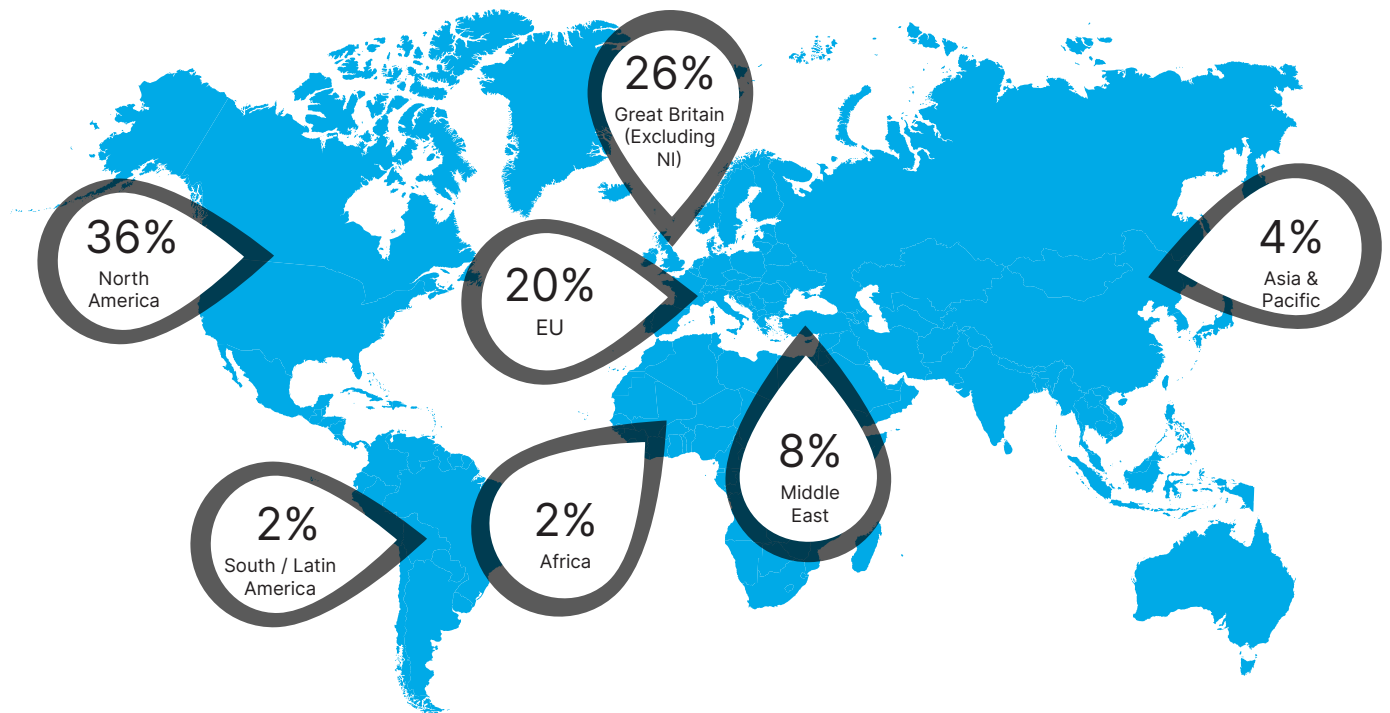 26%
Great Britain
(Excluding
NI)
36%
North
America
4%
Asia &
Pacific
20%
EU
8%
Middle
East
2%
South / Latin
America
2%
Africa